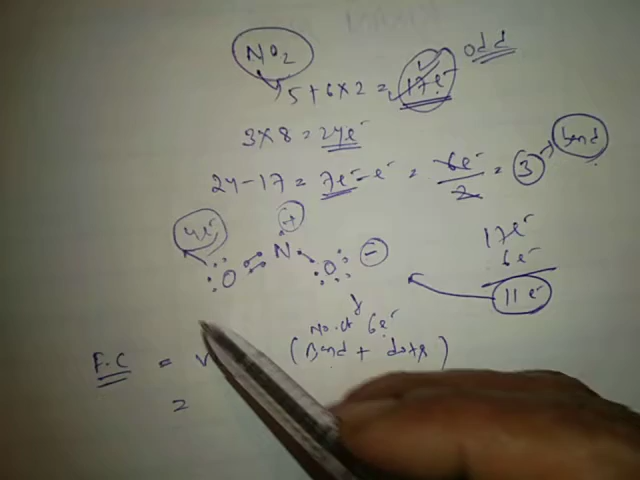 NO2
5+6×2 = 17e⁻ odd
3×8 = 24e⁻
24-17 = 7e⁻-e⁻ = 6e⁻/2 = 3 bond
4e⁻
+
O N O -
17e⁻
6e⁻
11e⁻
No. of 6e⁻
F.C = V (Bond + dots)
=